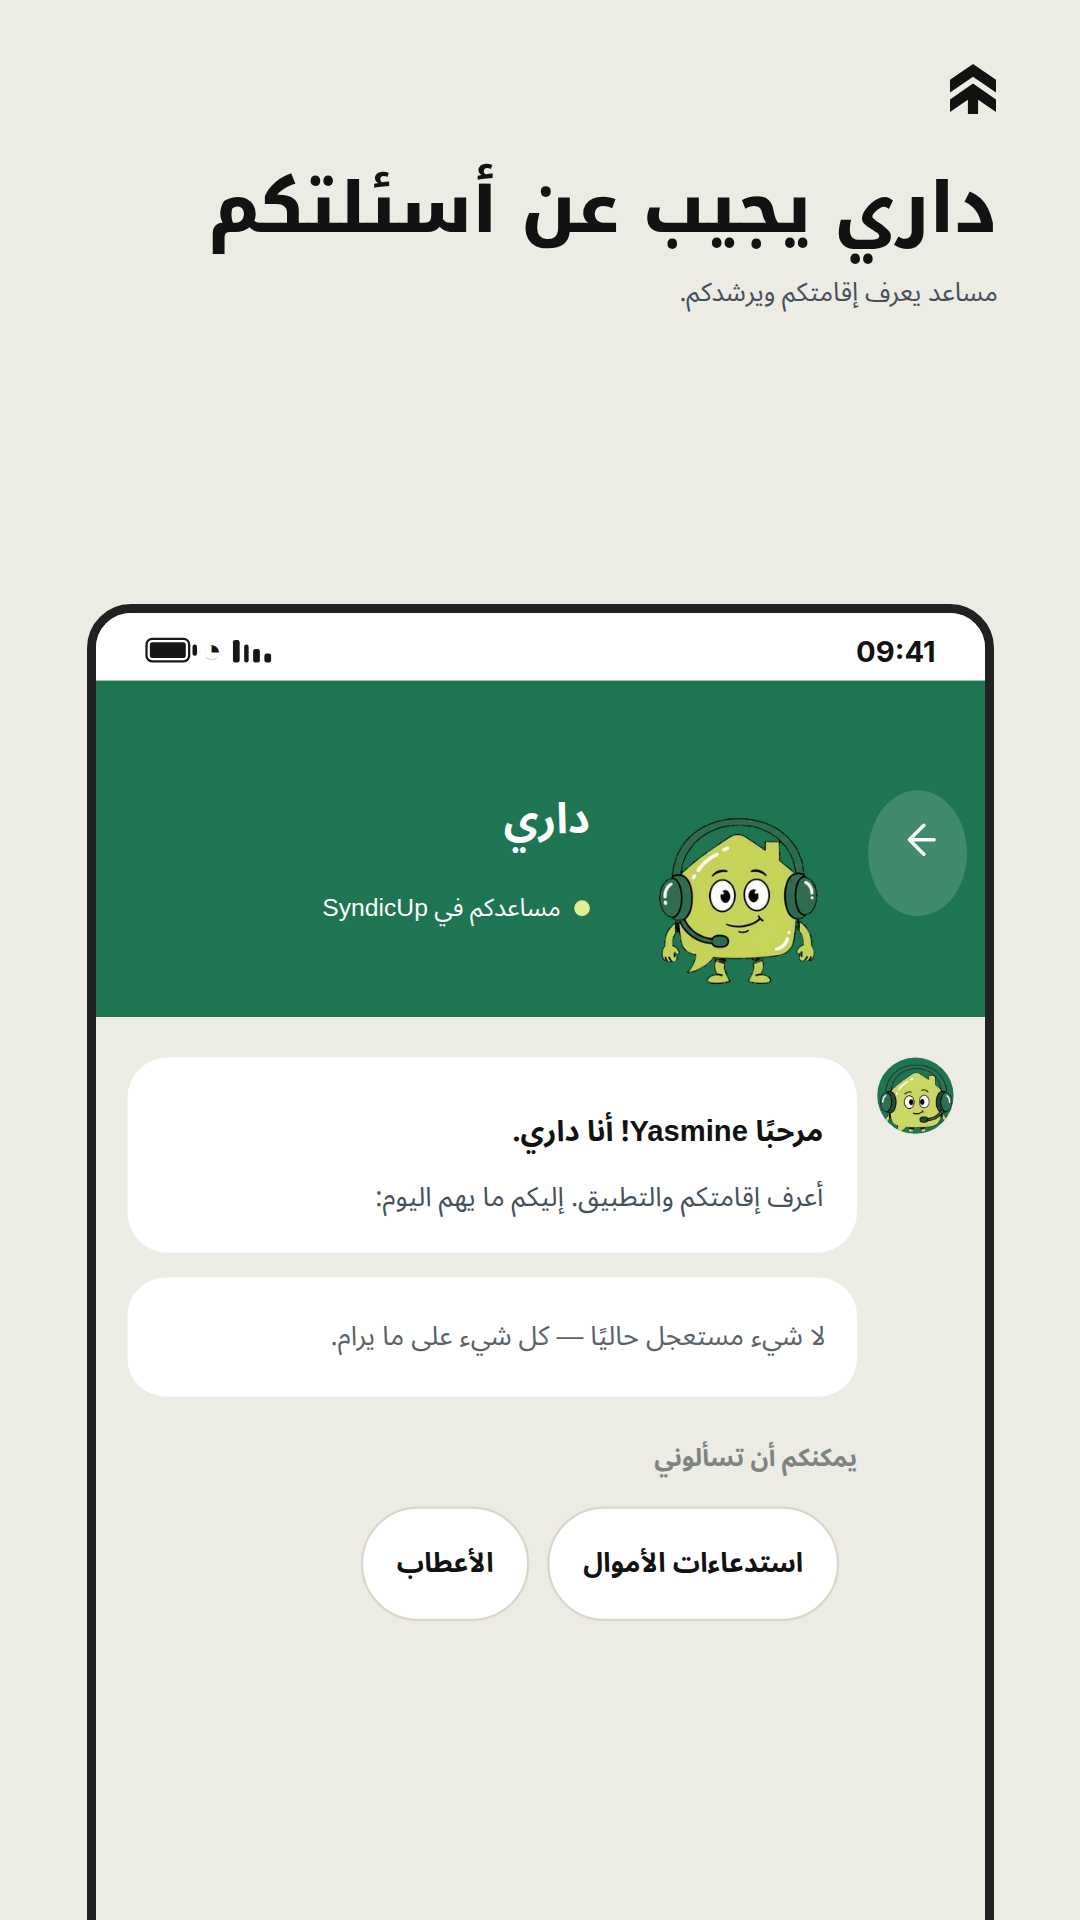 داري يجيب عن أسئلتكم
مساعد يعرف إقامتكم ويرشدكم.
09:41
داري
مساعدكم في SyndicUp
مرحبًا Yasmine! أنا داري.
أعرف إقامتكم والتطبيق. إليكم ما يهم اليوم:
لا شيء مستعجل حاليًا — كل شيء على ما يرام.
يمكنكم أن تسألوني
استدعاءات الأموال
الأعطاب